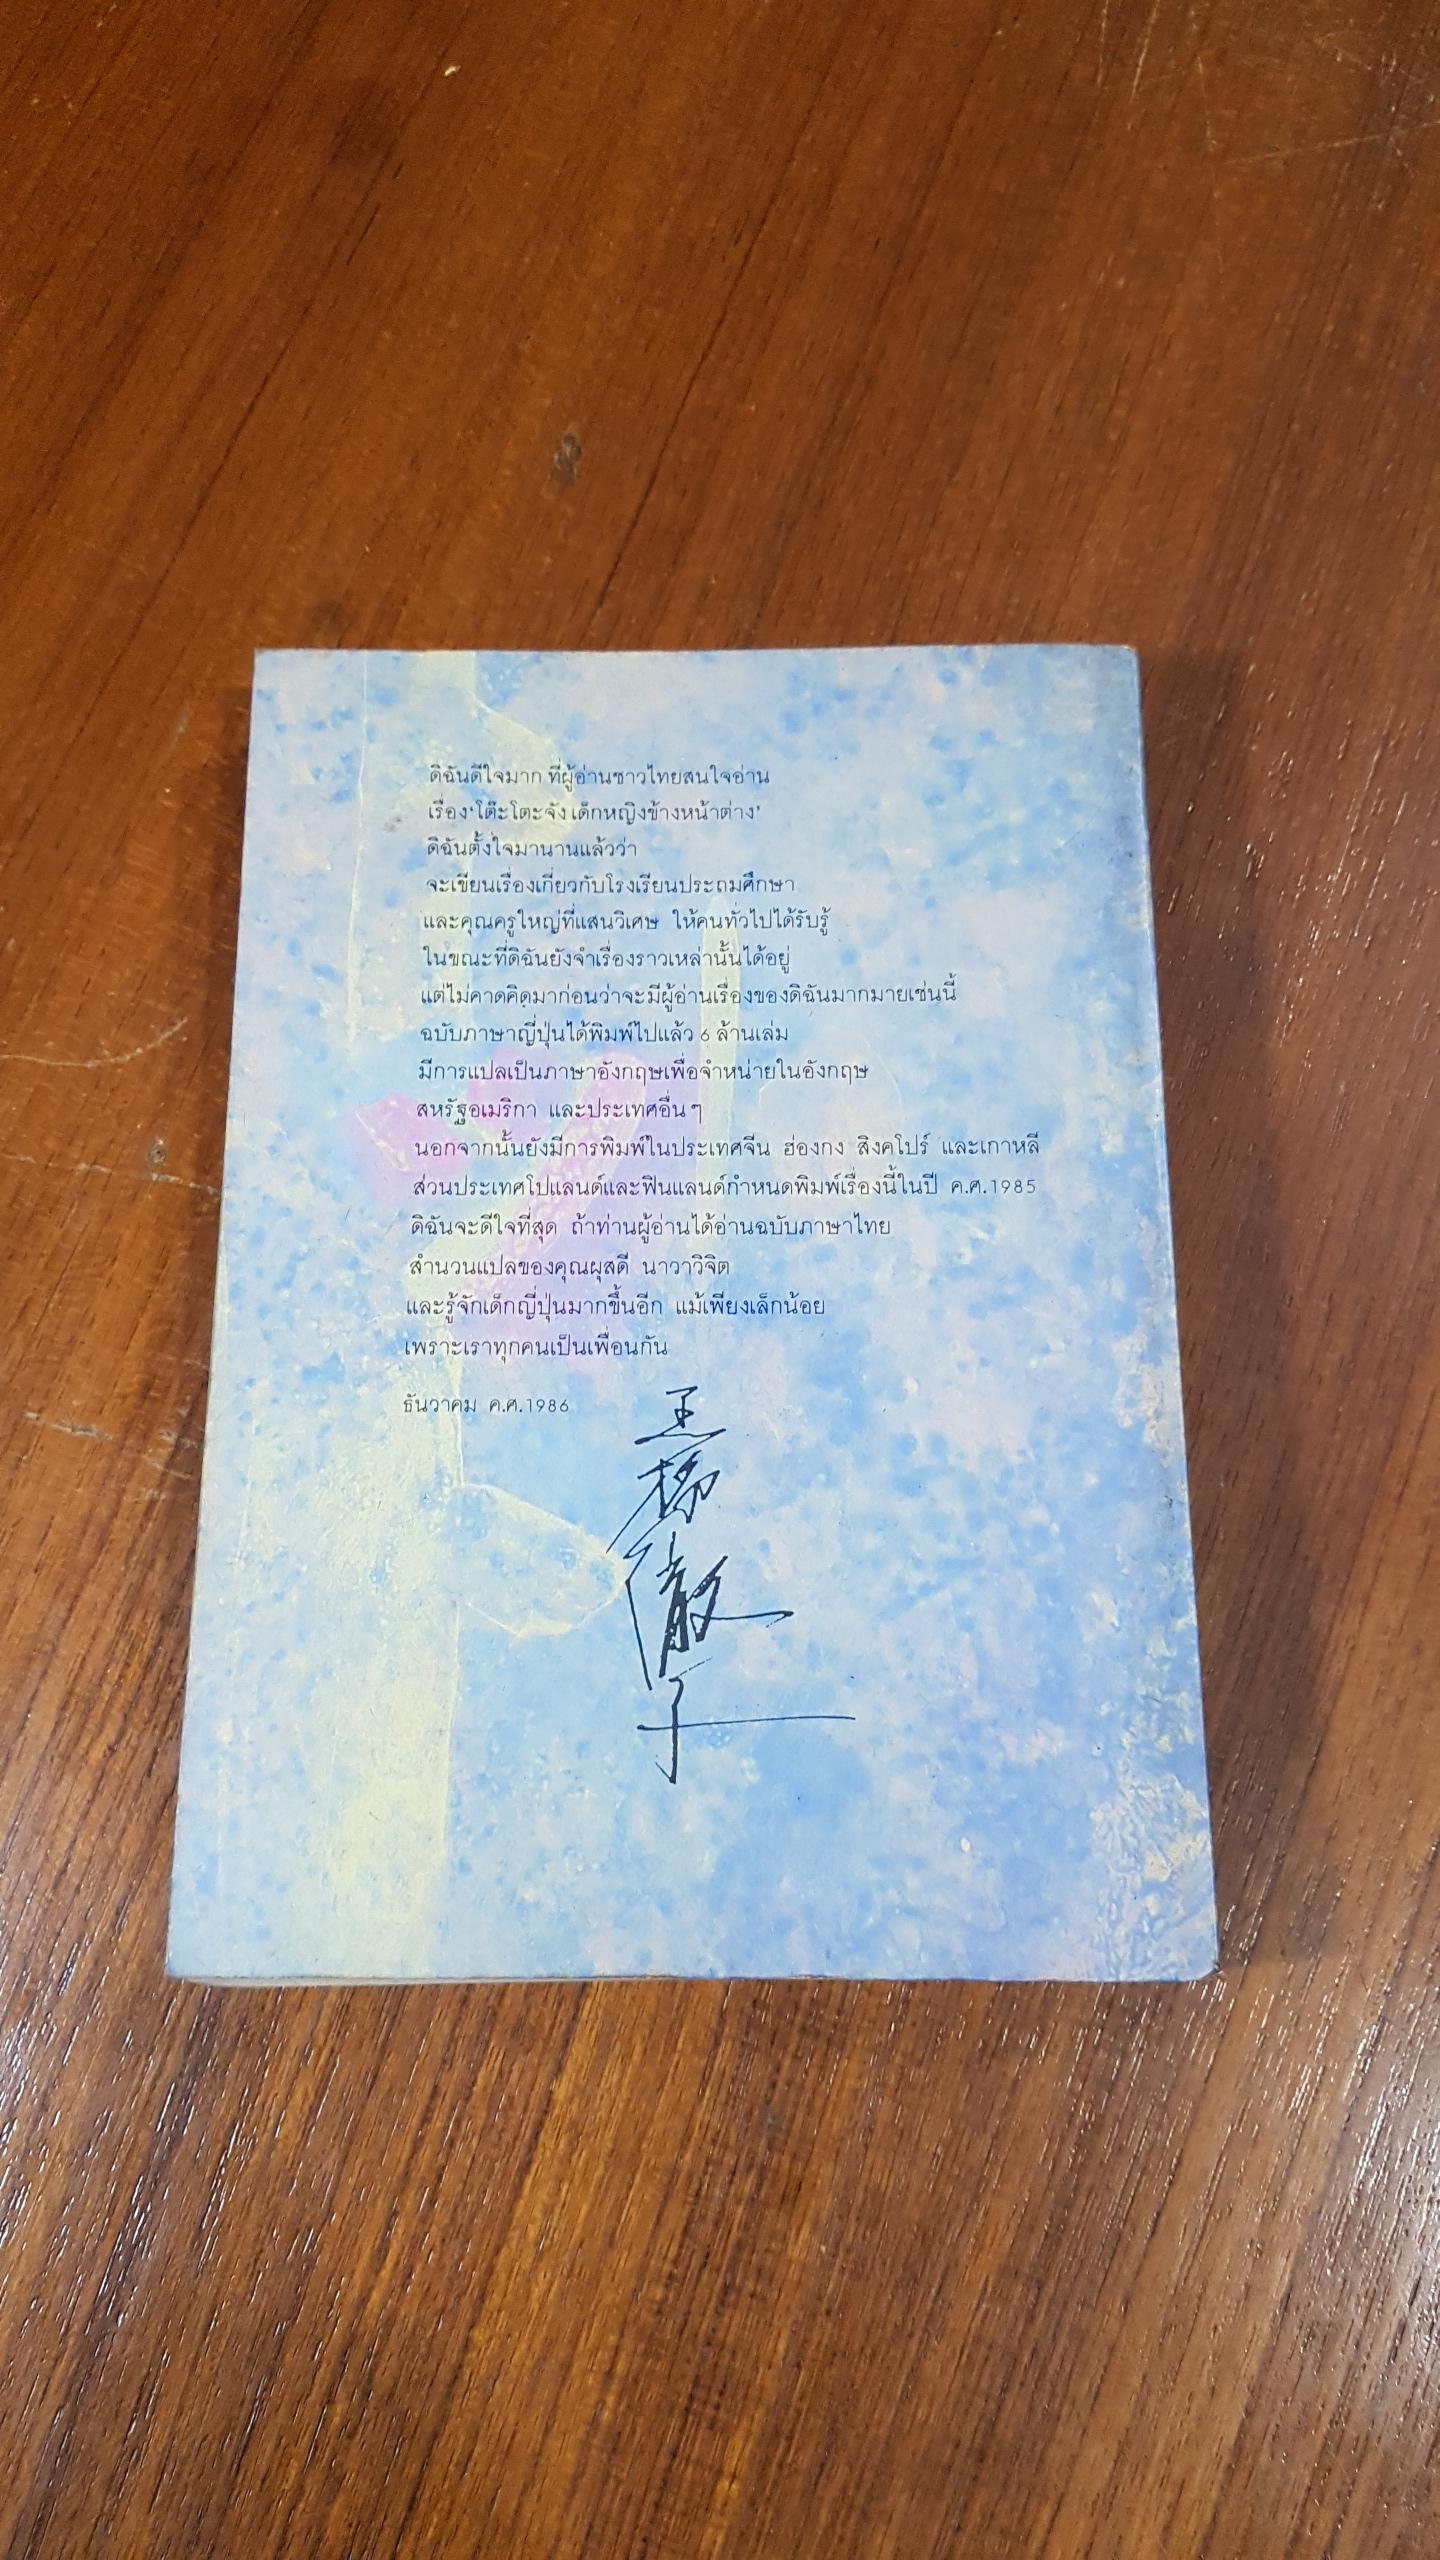 ดิฉันดีใจมาก ที่ผู้อ่านชาวไทยสนใจอ่าน
เรื่อง‘โต๊ะโตะจัง เด็กหญิงข้างหน้าต่าง’
ดิฉันตั้งใจมานานแล้วว่า
จะเขียนเรื่องเกี่ยวกับโรงเรียนประถมศึกษา
และคุณครูใหญ่ที่แสนวิเศษ ให้คนทั่วไปได้รับรู้
ในขณะที่ดิฉันยังจำเรื่องราวเหล่านั้นได้อยู่
แต่ไม่คาดคิดมาก่อนว่าจะมีผู้อ่านเรื่องของดิฉันมากมายเช่นนี้
ฉบับภาษาญี่ปุ่นได้พิมพ์ไปแล้ว 6 ล้านเล่ม
มีการแปลเป็นภาษาอังกฤษเพื่อจำหน่ายในอังกฤษ
สหรัฐอเมริกา และประเทศอื่นๆ
นอกจากนั้นยังมีการพิมพ์ในประเทศจีน ฮ่องกง สิงคโปร์ และเกาหลี
ส่วนประเทศโปแลนด์และฟินแลนด์กำหนดพิมพ์เรื่องนี้ในปี ค.ศ.1985
ดิฉันจะดีใจที่สุด ถ้าท่านผู้อ่านได้อ่านฉบับภาษาไทย
สำนวนแปลของคุณผุสดี นาวาวิจิต
และรู้จักเด็กญี่ปุ่นมากขึ้นอีก แม้เพียงเล็กน้อย
เพราะเราทุกคนเป็นเพื่อนกัน
ธันวาคม ค.ศ.1986
黒柳徹子